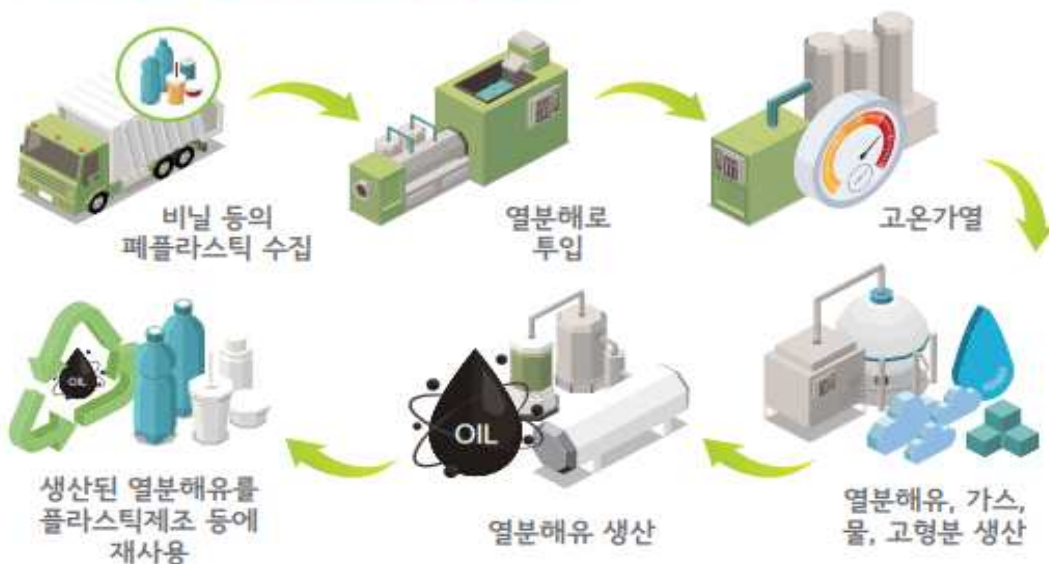 비닐 등의
폐플라스틱 수집
열분해로
투입
고온가열
열분해유, 가스,
물, 고형분 생산
OIL
열분해유 생산
OIL
생산된 열분해유를
플라스틱제조 등에
재사용